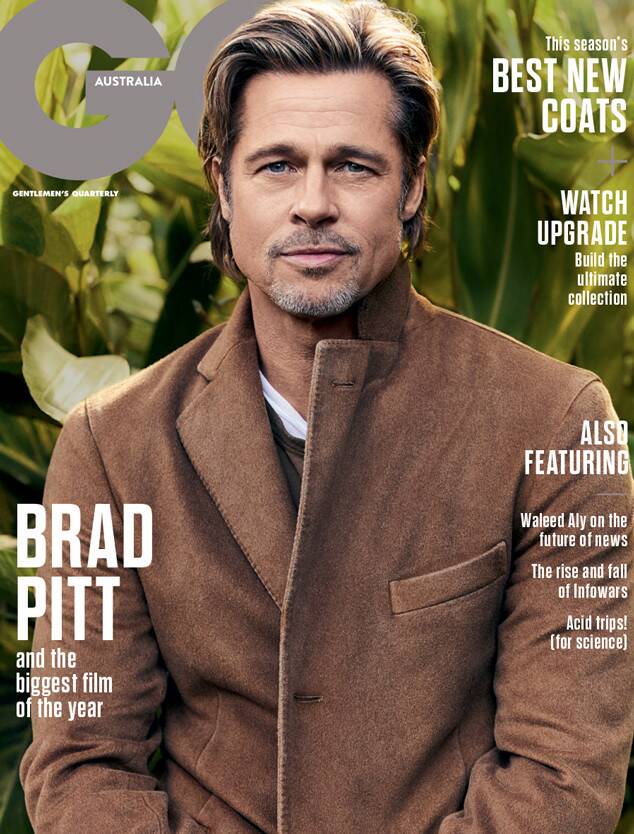 GQ
AUSTRALIA
GENTLEMEN'S QUARTERLY
This season's
BEST NEW
COATS
+
WATCH
UPGRADE
Build the
ultimate
collection
ALSO
FEATURING
Waleed Aly on the
future of news
The rise and fall
of Infowars
Acid trips!
(for science)
BRAD
PITT
and the
biggest film
of the year